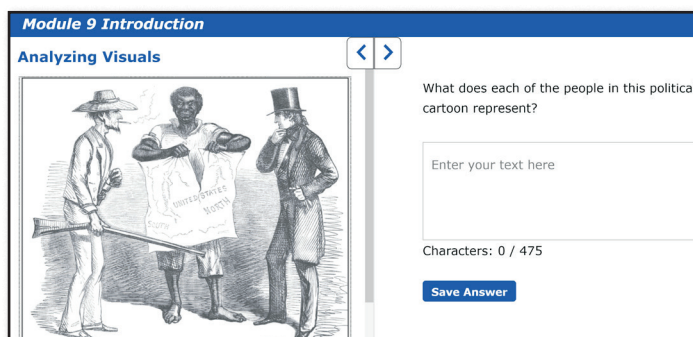 Module 9 Introduction
Analyzing Visuals
UNITED STATES
SOUTH
NORTH
What does each of the people in this politica
cartoon represent?
Enter your text here
Characters: 0 / 475
Save Answer